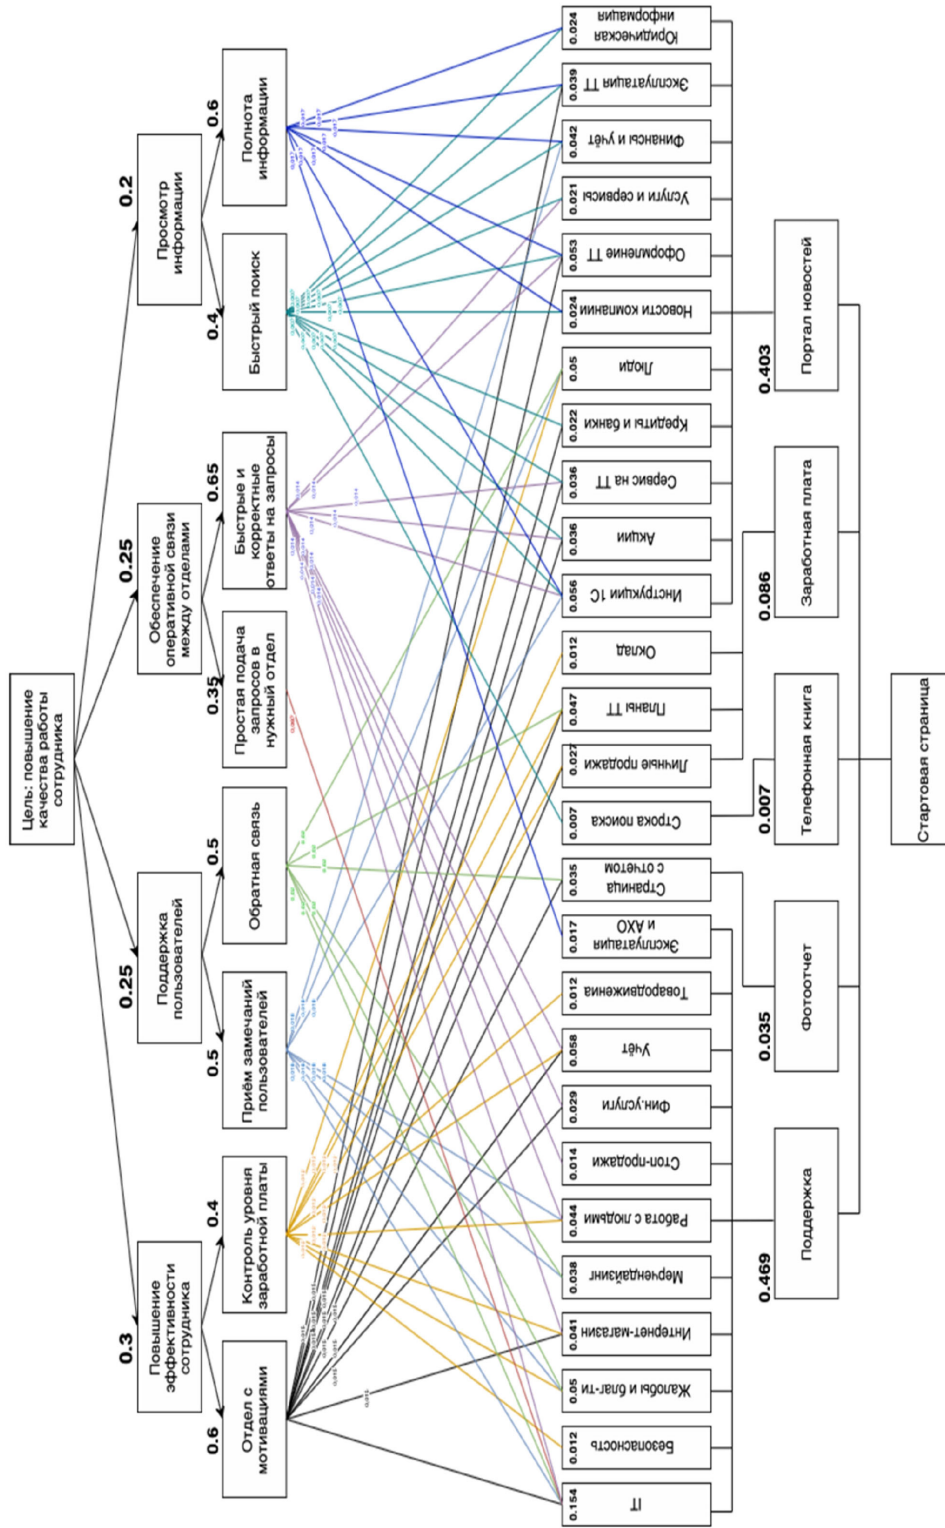 Цель: повышение
качества работы
сотрудника
0.3
0.25
0.25
0.2
Повышение
эффективности
сотрудника
Поддержка
пользователей
Обеспечение
оперативной связи
между отделами
Просмотр
информации
0.6
0.4
0.5
0.5
0.35
0.65
0.4
0.6
Отдел с
мотивациями
Контроль уровня
заработной платы
Приём замечаний
пользователей
Обратная связь
Простая подача
запросов в
нужный отдел
Быстрые и
корректные
ответы на запросы
Быстрый поиск
Полнота
информации
0.154
IT
0.012
Безопасность
0.05
Жалобы и благ-ти
0.041
Интернет-магазин
0.038
Мерчендайзинг
0.044
Работа с людьми
0.014
Стоп-продажи
0.029
Фин.услуги
0.058
Учёт
0.012
Товародвижениа
0.017
Эксплуатация
и АХО
0.035
Страница
с отчетом
0.007
Строка поиска
0.027
Личные продажи
0.047
Планы ТТ
0.012
Оклад
0.056
Инструкции 1С
0.036
Акции
0.036
Сервис на ТТ
0.022
Кредиты и банки
0.05
Люди
0.024
Новости компании
0.053
Оформление ТТ
0.021
Услуги и сервисы
0.042
Финансы и учёт
0.039
Эксплуатация ТТ
0.024
Юридическая
информация
0.469
Поддержка
0.035
Фотоотчет
0.007
Телефонная книга
0.086
Заработная плата
0.403
Портал новостей
Стартовая страница